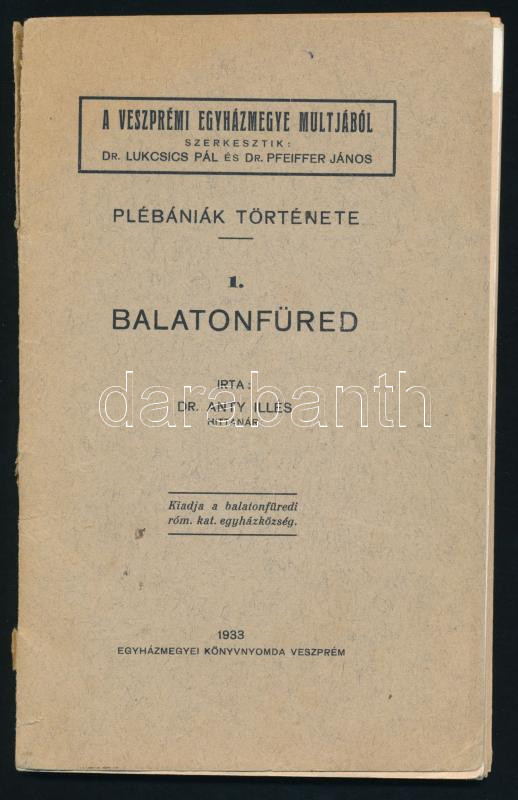 A VESZPRÉMI EGYHÁZMEGYE MULTJÁBÓL
SZERKESZTIK:
DR. LUKCSICS PÁL ÉS DR. PFEIFFER JÁNOS
PLÉBÁNIÁK TÖRTÉNETE
1.
BALATONFÜRED
IRTA:
DR. ANTY ILLÉS
HITTANÁR
darabanth
Kiadja a balatonfüredi
róm. kat. egyházközség.
1933
EGYHÁZMEGYEI KÖNYVNYOMDA VESZPRÉM